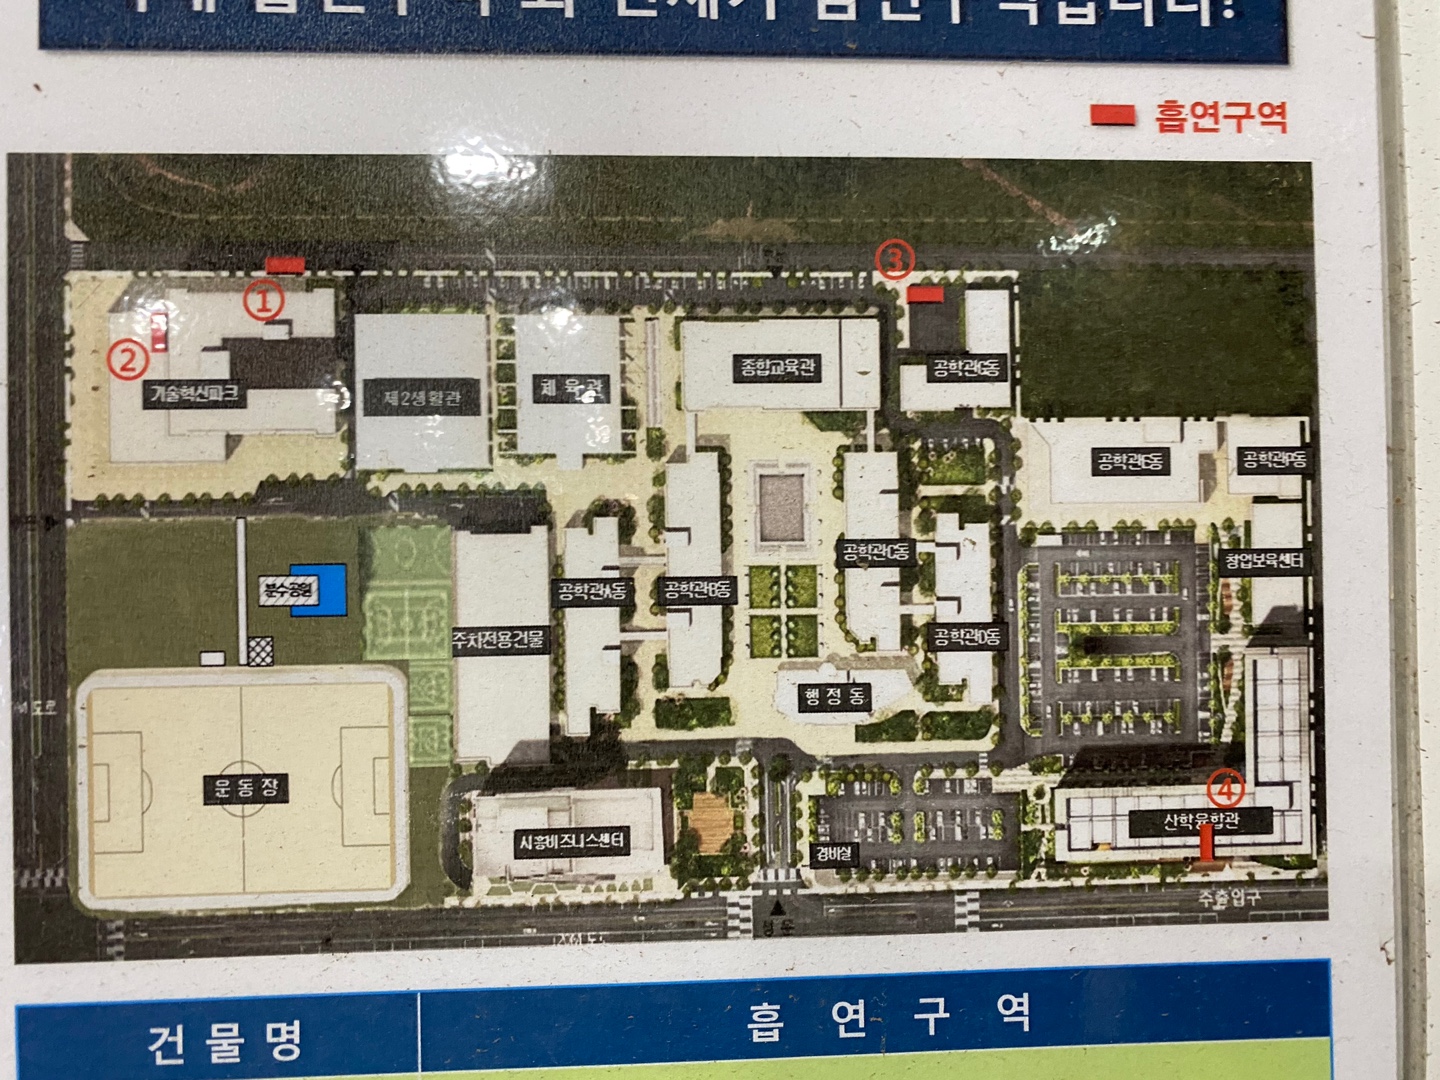 흡연구역
①
②
③
기술혁신파크
제2생활관
체육관
종합교육관
공학관G동
공학관E동
공학관F동
분수공원
주차전용건물
공학관A동
공학관B동
공학관C동
공학관D동
창업보육센터
행정동
운동장
시흥비즈니스센터
경비실
④
산학융합관
주출입구
정문
건물명
흡연구역